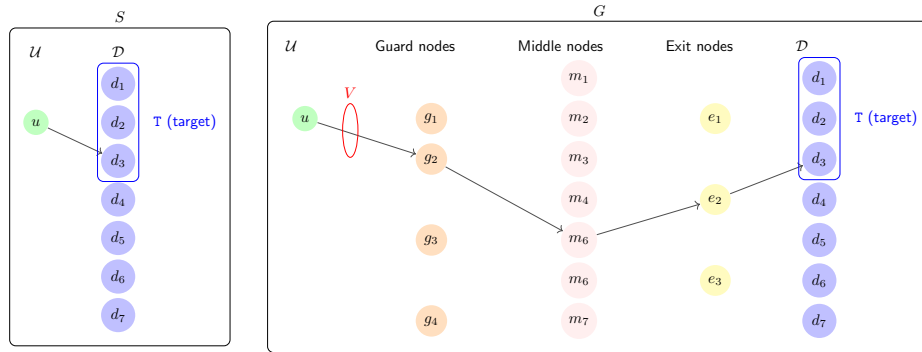 S
U
D
d1
d2
d3
d4
d5
d6
d7
u
T (target)
G
U
Guard nodes
Middle nodes
Exit nodes
D
V
u
g1
g2
g3
g4
m1
m2
m3
m4
m6
m6
m7
e1
e2
e3
d1
d2
d3
d4
d5
d6
d7
T (target)